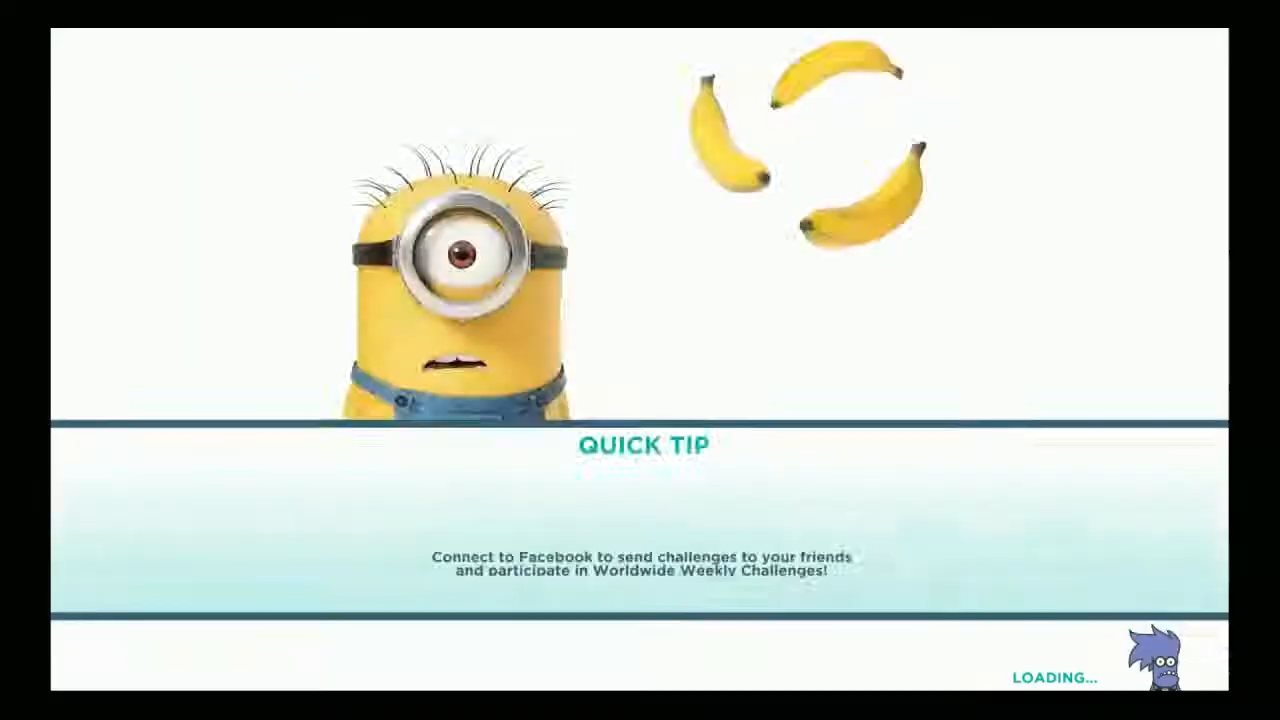 QUICK TIP
Connect to Facebook to send challenges to your friends
and participate in Worldwide Weekly Challenges!
LOADING...